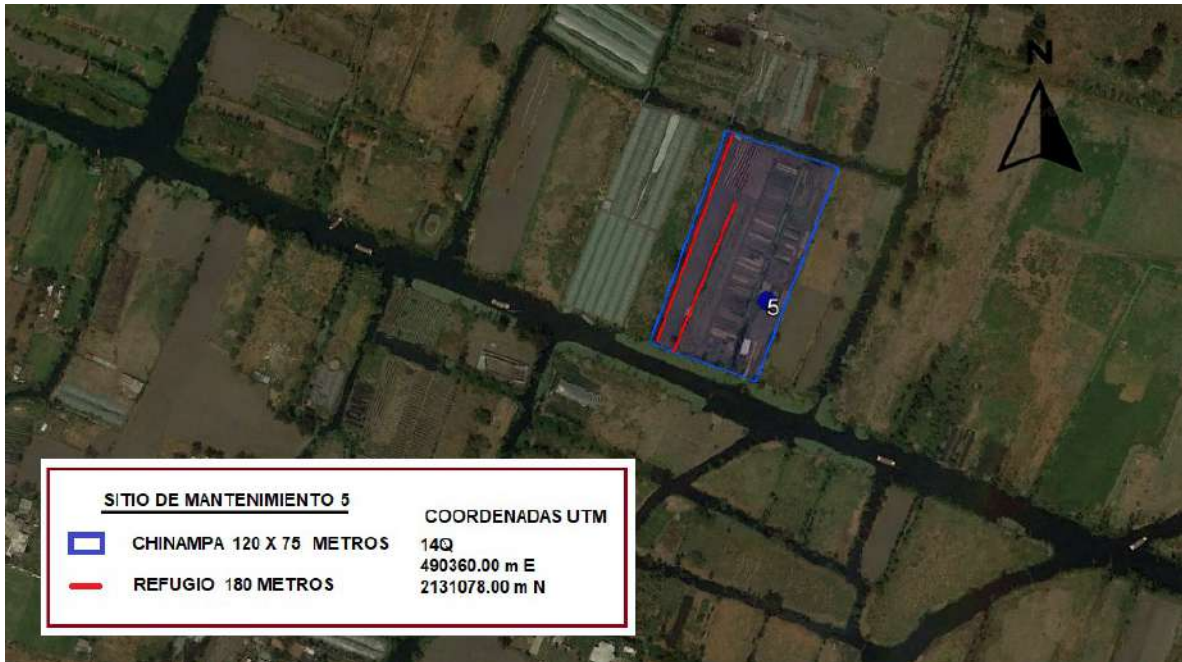 N
5
SITIO DE MANTENIMIENTO 5
CHINAMPA 120 X 75 METROS
REFUGIO 180 METROS
COORDENADAS UTM
14Q
490360.00 m E
2131078.00 m N